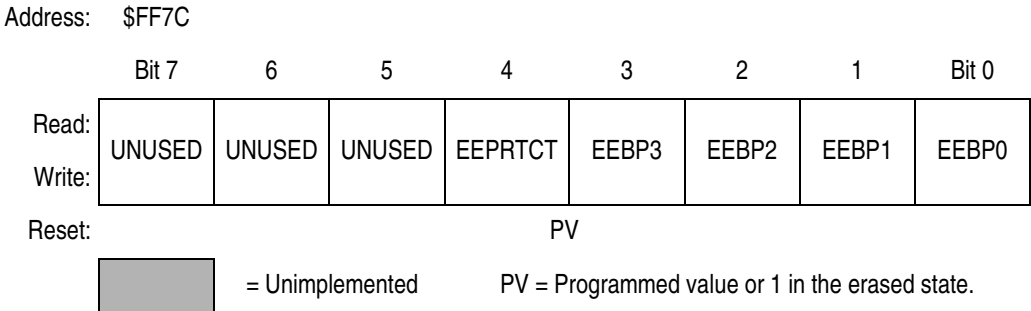 Address: $FF7C
Bit 7 6 5 4 3 2 1 Bit 0
Read:
UNUSED UNUSED UNUSED EEPRTCT EEBP3 EEBP2 EEBP1 EEBP0
Write:
Reset: PV
= Unimplemented PV = Programmed value or 1 in the erased state.